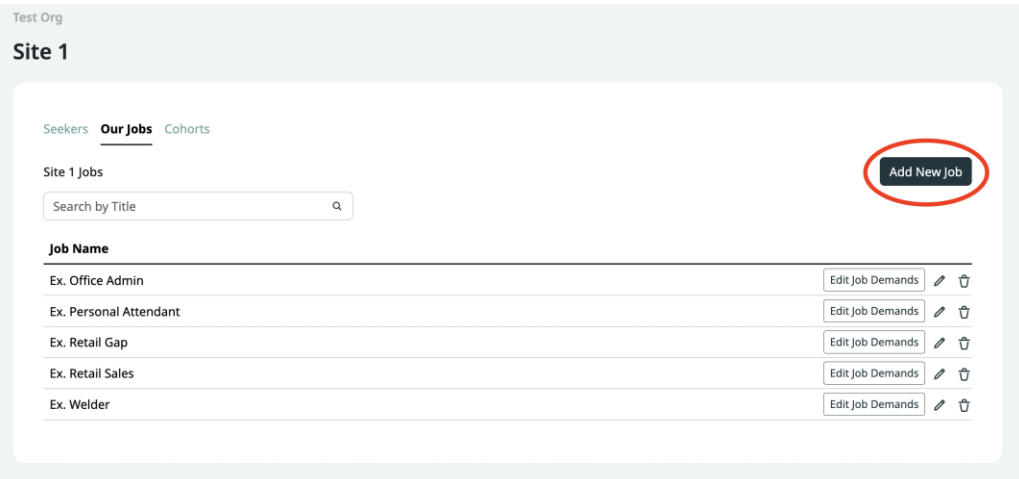 Test Org
Site 1
Seekers Our Jobs Cohorts
Site 1 Jobs
Add New Job
Search by Title
Job Name
Ex. Office Admin Edit Job Demands
Ex. Personal Attendant Edit Job Demands
Ex. Retail Gap Edit Job Demands
Ex. Retail Sales Edit Job Demands
Ex. Welder Edit Job Demands